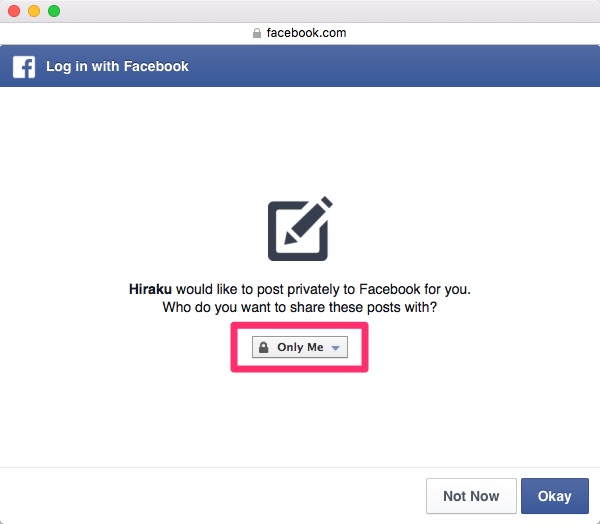 facebook.com
Log in with Facebook
Hiraku would like to post privately to Facebook for you.
Who do you want to share these posts with?
Only Me
Not Now
Okay